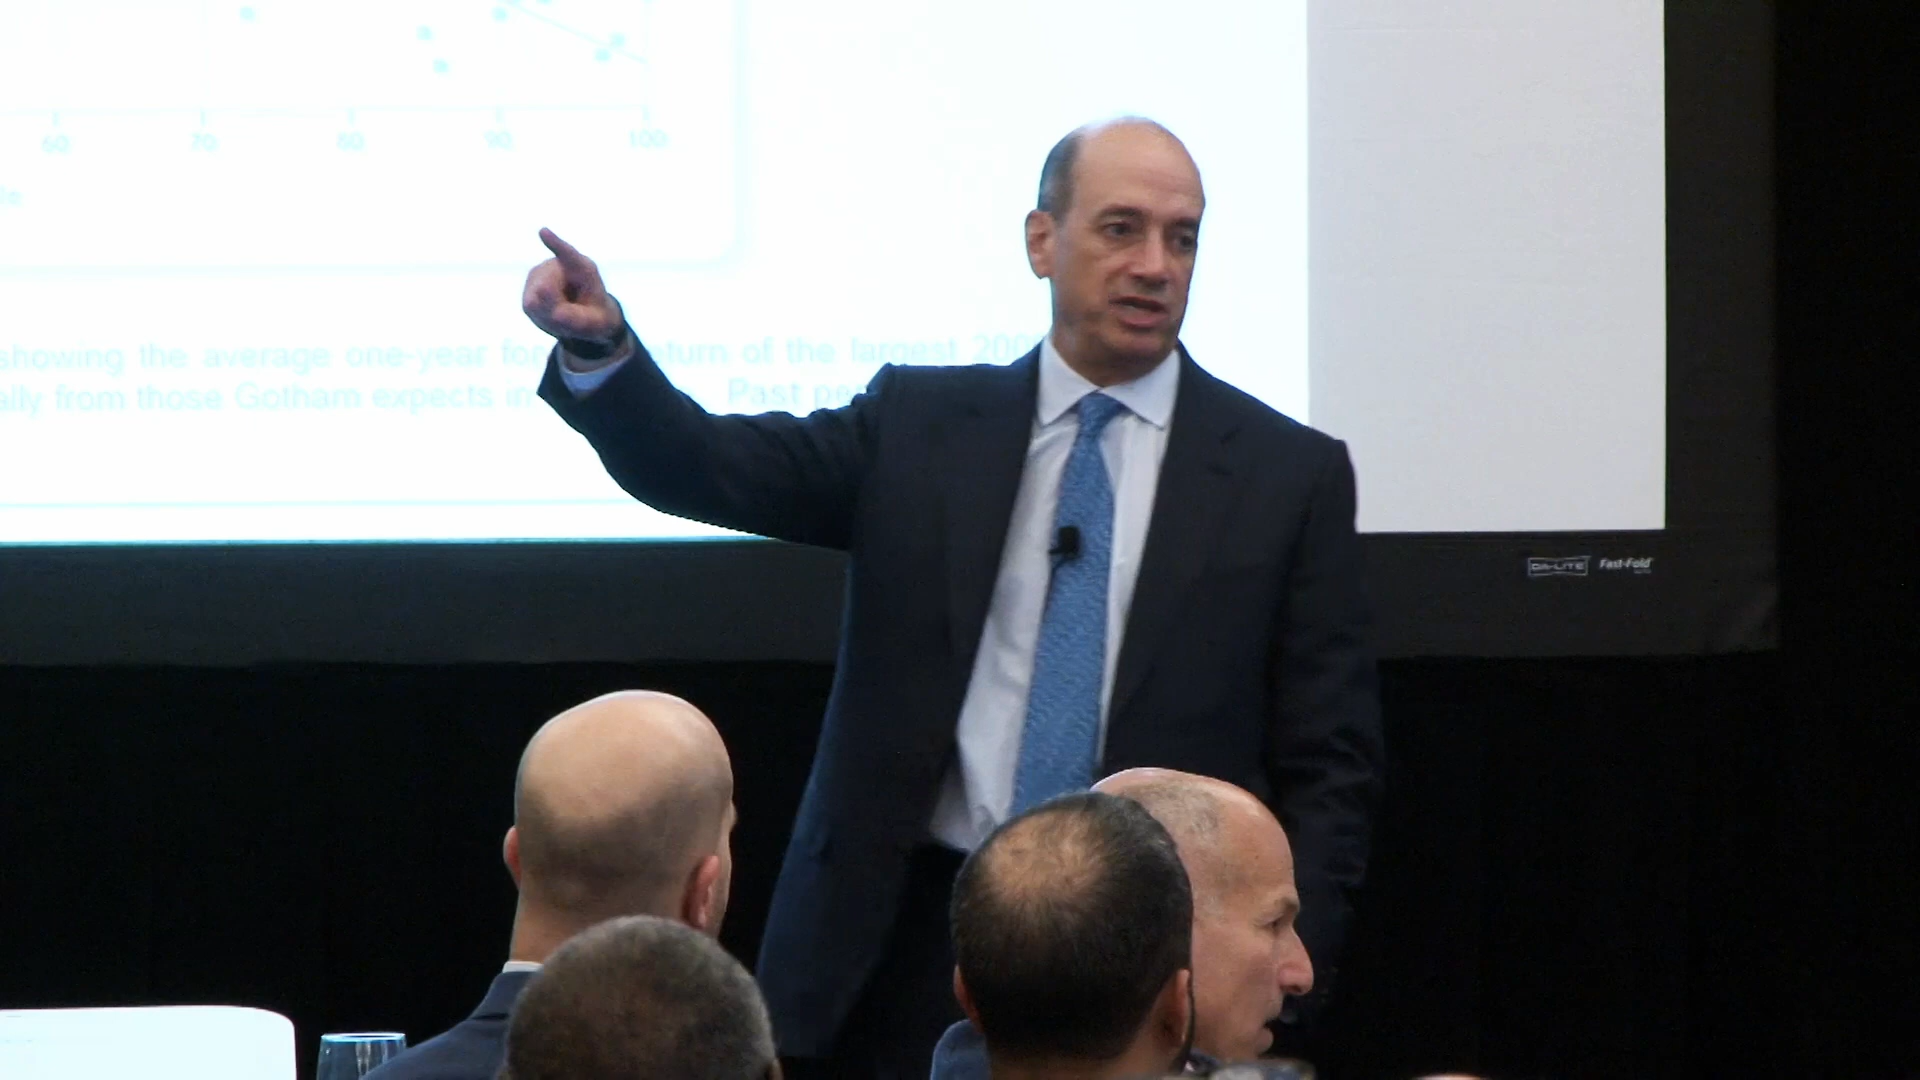 60 70 80 90 100
showing the average one-year for eturn of the largest 200
ally from those Gotham expects in Past pe
DA-LITE Fast-Fold